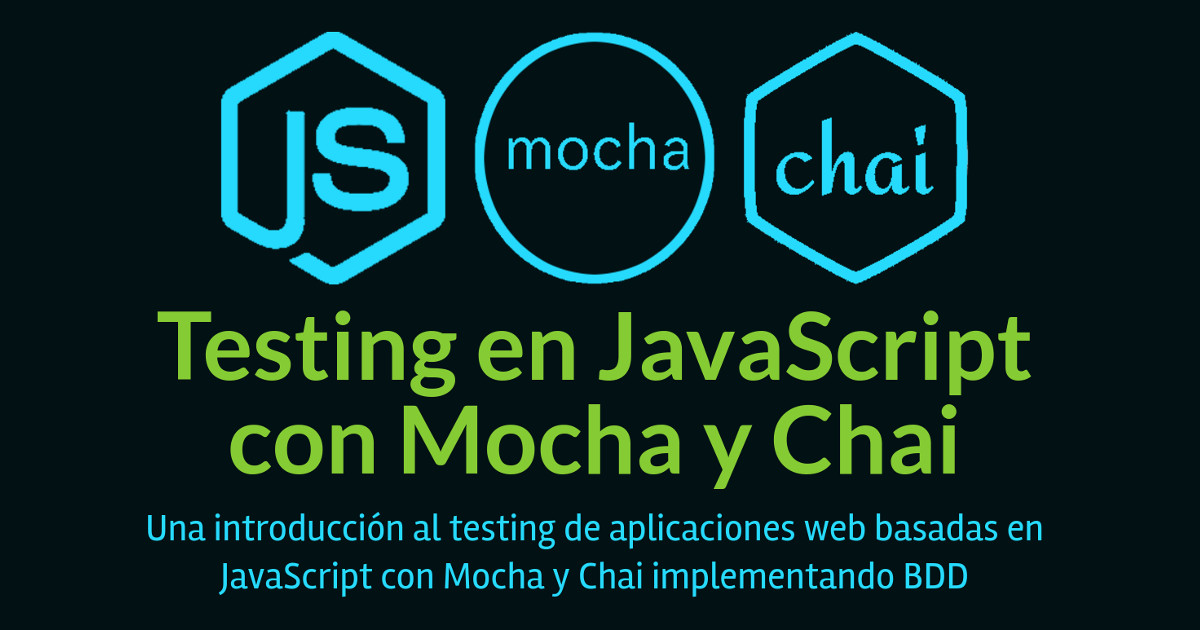 JS mocha chai
Testing en JavaScript
con Mocha y Chai
Una introducción al testing de aplicaciones web basadas en
JavaScript con Mocha y Chai implementando BDD